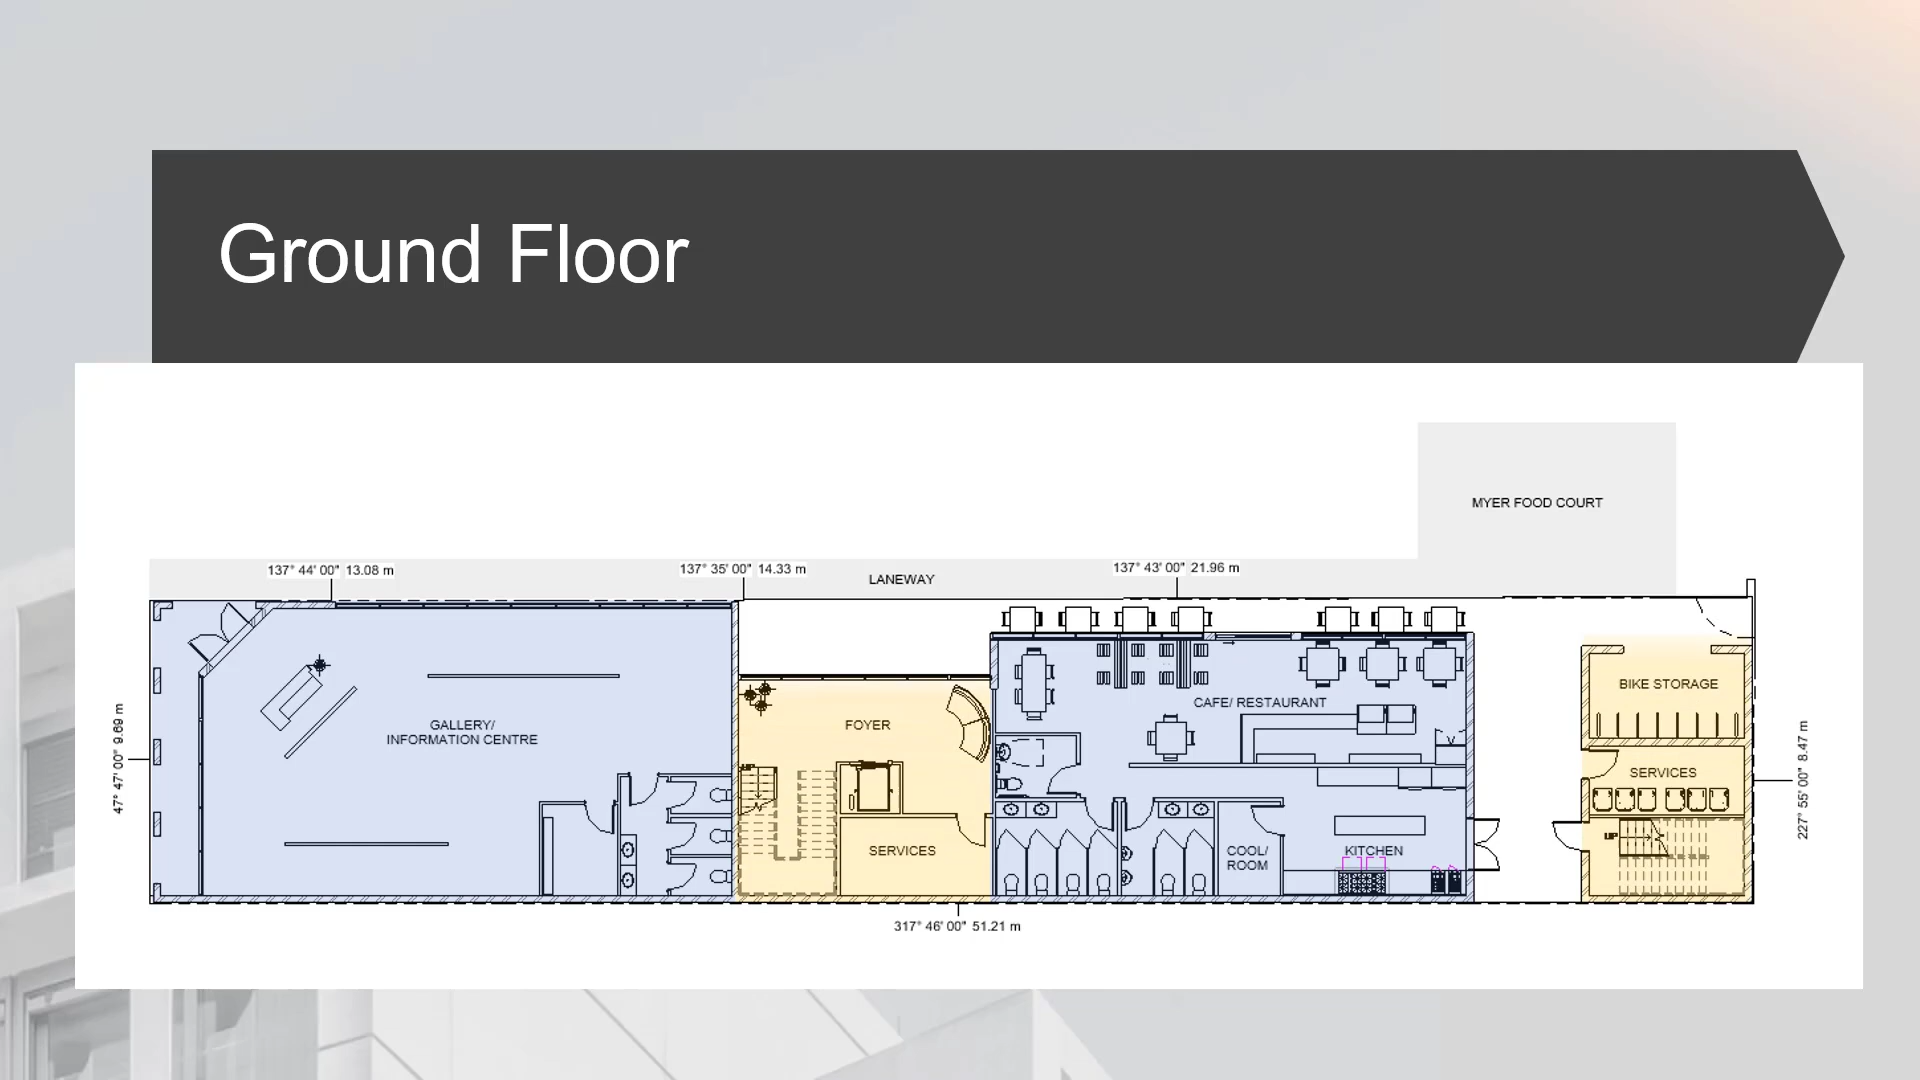 Ground Floor
MYER FOOD COURT
137° 44' 00" 13.08 m
137° 35' 00" 14.33 m
LANEWAY
137° 43' 00" 21.96 m
47° 47' 00" 9.69 m
GALLERY/
INFORMATION CENTRE
FOYER
UP
SERVICES
CAFE/ RESTAURANT
COOL/
ROOM
KITCHEN
BIKE STORAGE
SERVICES
UP
227° 55' 00" 8.47 m
317° 46' 00" 51.21 m